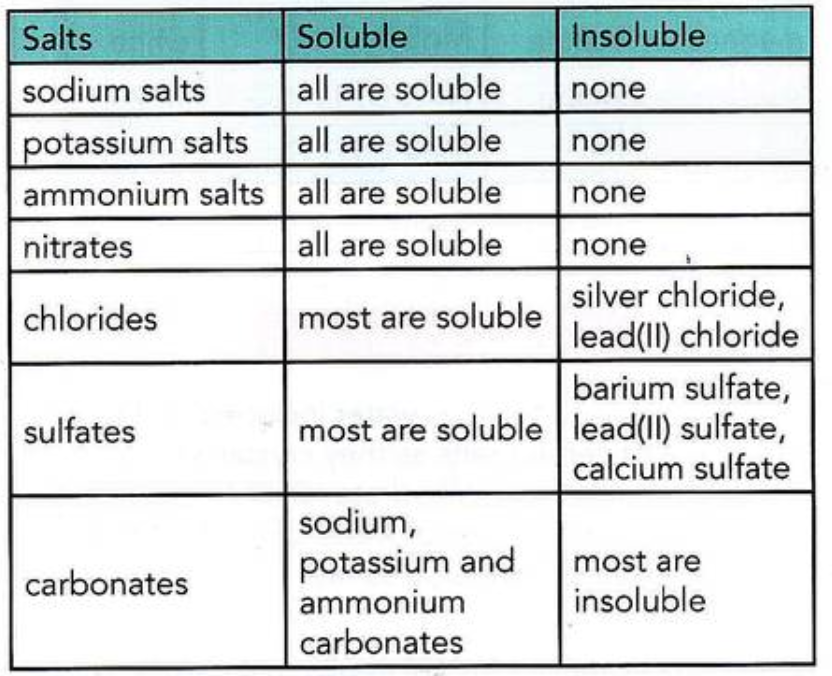 Salts Soluble Insoluble
sodium salts all are soluble none
potassium salts all are soluble none
ammonium salts all are soluble none
nitrates all are soluble none
chlorides most are soluble silver chloride,
lead(II) chloride
sulfates most are soluble barium sulfate,
lead(II) sulfate,
calcium sulfate
carbonates sodium,
potassium and
ammonium
carbonates most are
insoluble